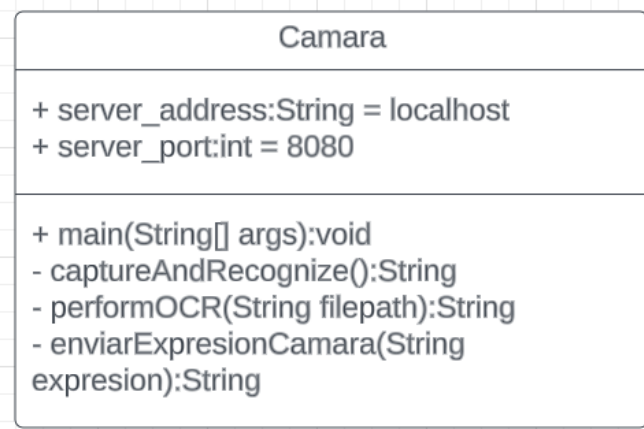 Camara
+ server_address:String = localhost
+ server_port:int = 8080
+ main(String[] args):void
- captureAndRecognize():String
- performOCR(String filepath):String
- enviarExpresionCamara(String
expresion):String